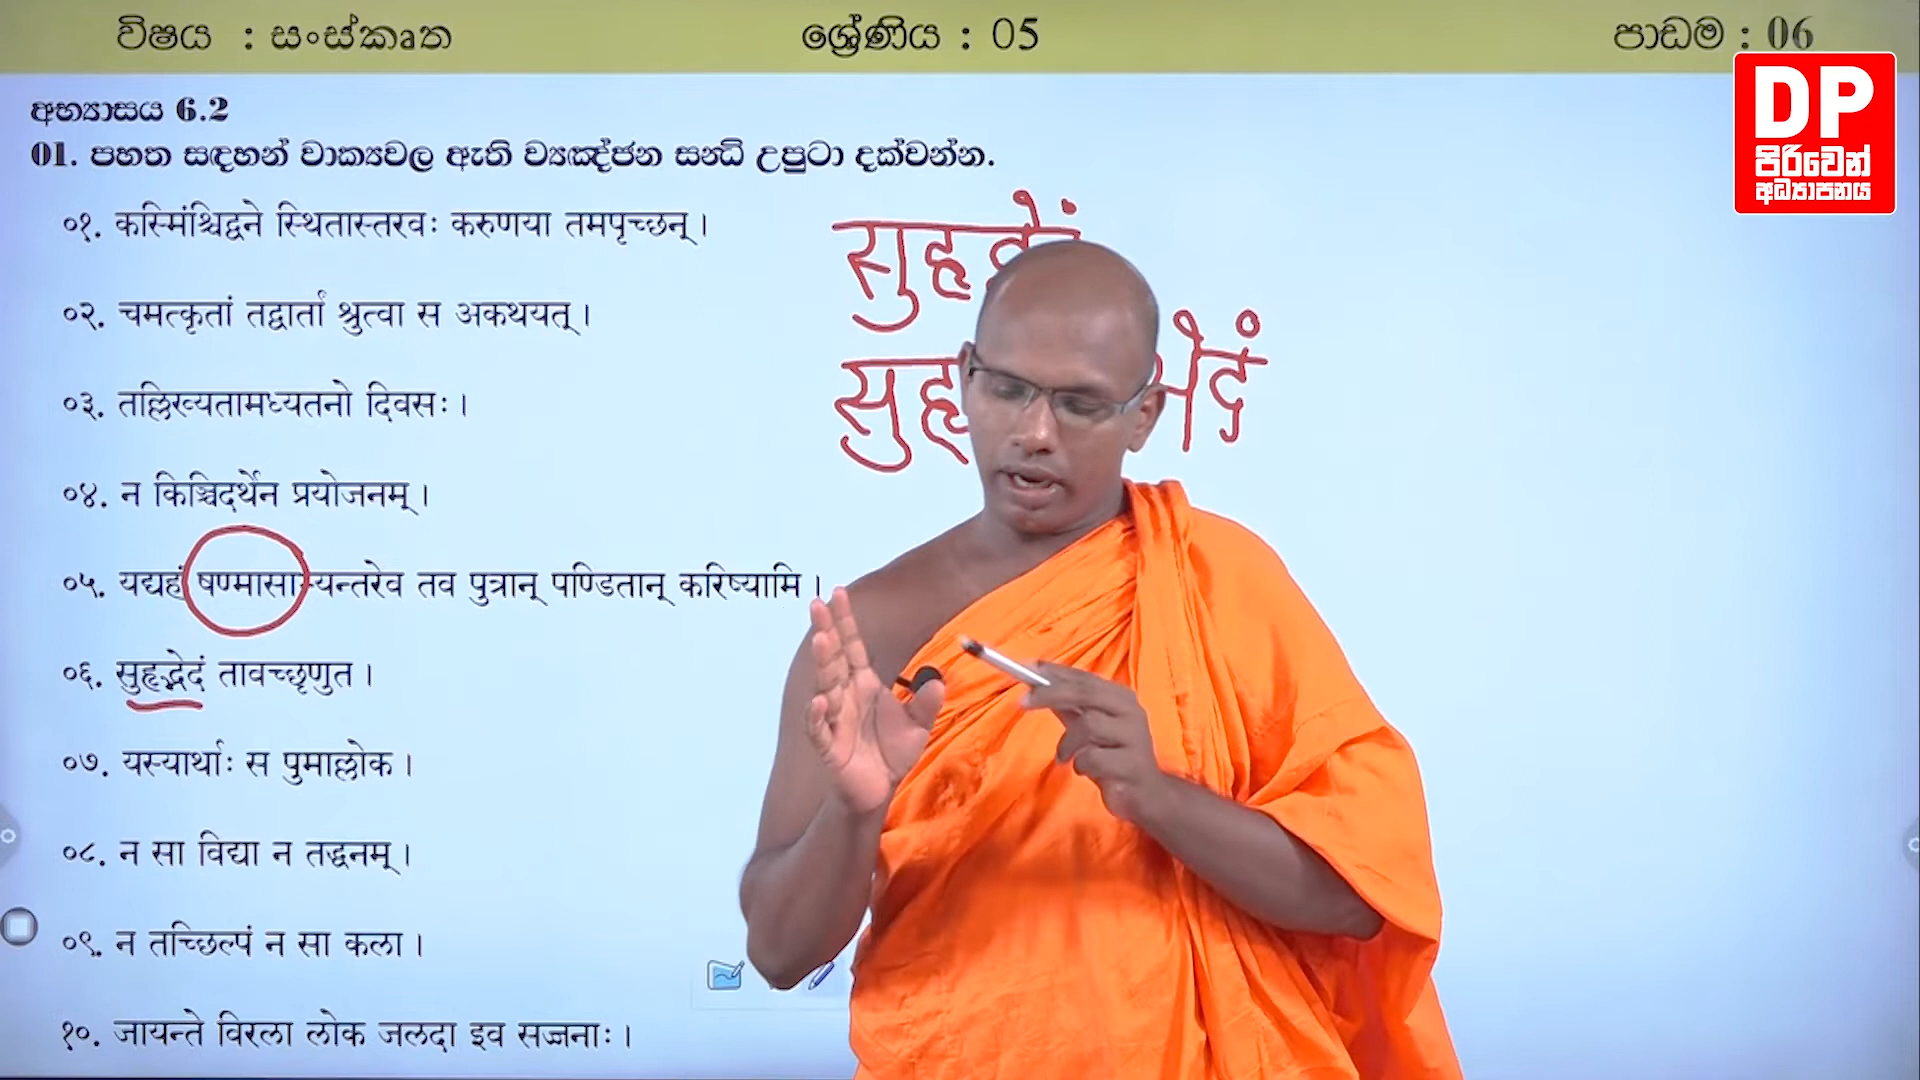 විෂය : සංස්කෘත
ශ්‍රේණිය : 05
පාඩම : 06
DP
පිරිවෙන්
අධ්‍යාපනය
අභ්‍යාසය 6.2
01. පහත සඳහන් වාක්‍යවල ඇති ව්‍යඤ්ජන සන්ධි උපුටා දක්වන්න.
०१. कस्मिंश्चिद्वने स्थितास्तरवः करुणया तमपृच्छन् ।
०२. चमत्कृतां तद्वार्तां श्रुत्वा स अकथयत् ।
०३. तल्लिख्यतामध्यतनो दिवसः ।
०४. न किञ्चिदर्थेन प्रयोजनम् ।
०५. यद्यहं षण्मासा यन्तरेव तव पुत्रान् पण्डितान् करिष्यामि ।
०६. सुहृद्भेदं तावच्छृणुत ।
०७. यस्यार्थाः स पुमाल्लोक ।
०८. न सा विद्या न तद्धनम् ।
०९. न तच्छिल्पं न सा कला ।
१०. जायन्ते विरला लोक जलदा इव सज्जनाः ।